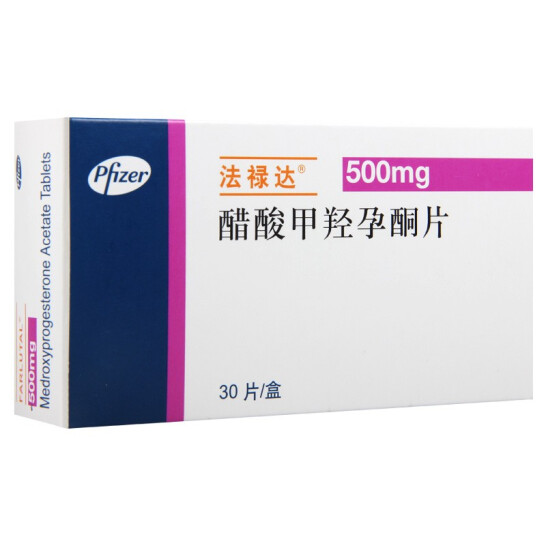 Pfizer
法禄达®
500mg
醋酸甲羟孕酮片
30 片/盒
FARLUTAL®
500mg
Medroxyprogesterone Acetate Tablets